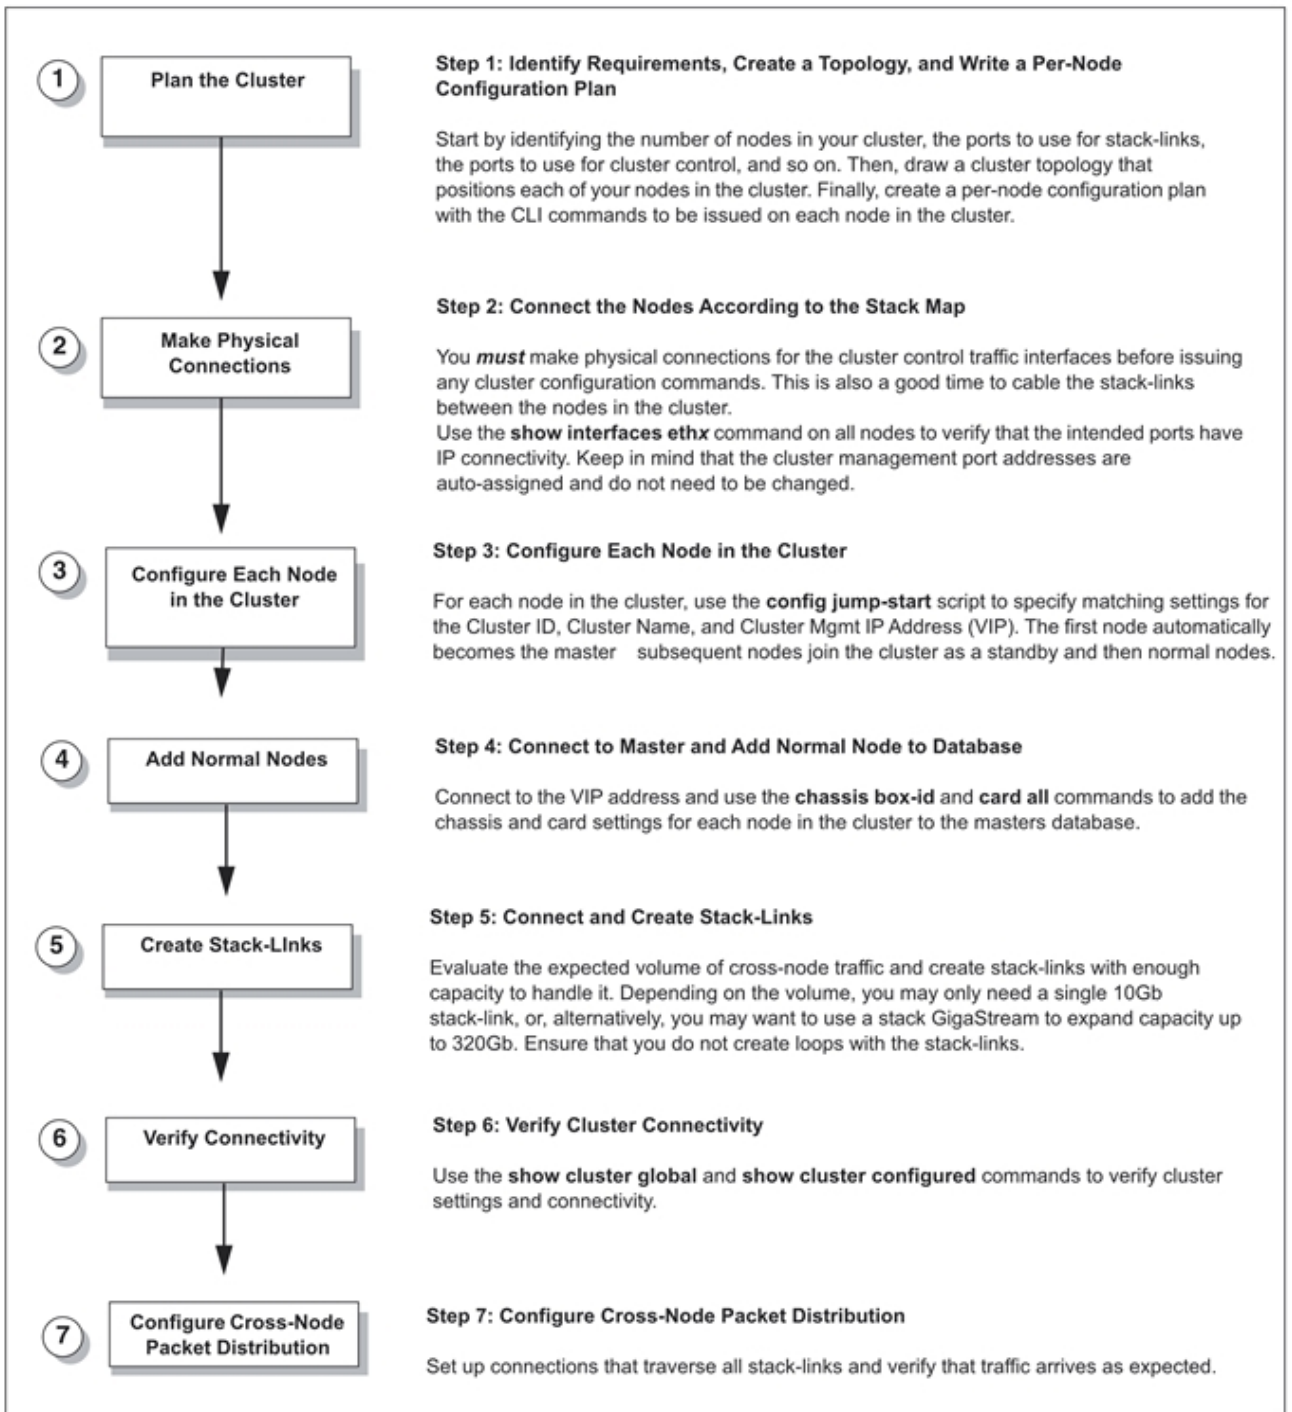 1
Plan the Cluster
Step 1: Identify Requirements, Create a Topology, and Write a Per-Node
Configuration Plan
Start by identifying the number of nodes in your cluster, the ports to use for stack-links,
the ports to use for cluster control, and so on. Then, draw a cluster topology that
positions each of your nodes in the cluster. Finally, create a per-node configuration plan
with the CLI commands to be issued on each node in the cluster.
2
Make Physical
Connections
Step 2: Connect the Nodes According to the Stack Map
You must make physical connections for the cluster control traffic interfaces before issuing
any cluster configuration commands. This is also a good time to cable the stack-links
between the nodes in the cluster.
Use the show interfaces ethx command on all nodes to verify that the intended ports have
IP connectivity. Keep in mind that the cluster management port addresses are
auto-assigned and do not need to be changed.
3
Configure Each Node
in the Cluster
Step 3: Configure Each Node in the Cluster
For each node in the cluster, use the config jump-start script to specify matching settings for
the Cluster ID, Cluster Name, and Cluster Mgmt IP Address (VIP). The first node automatically
becomes the master subsequent nodes join the cluster as a standby and then normal nodes.
4
Add Normal Nodes
Step 4: Connect to Master and Add Normal Node to Database
Connect to the VIP address and use the chassis box-id and card all commands to add the
chassis and card settings for each node in the cluster to the masters database.
5
Create Stack-LInks
Step 5: Connect and Create Stack-Links
Evaluate the expected volume of cross-node traffic and create stack-links with enough
capacity to handle it. Depending on the volume, you may only need a single 10Gb
stack-link, or, alternatively, you may want to use a stack GigaStream to expand capacity up
to 320Gb. Ensure that you do not create loops with the stack-links.
6
Verify Connectivity
Step 6: Verify Cluster Connectivity
Use the show cluster global and show cluster configured commands to verify cluster
settings and connectivity.
7
Configure Cross-Node
Packet Distribution
Step 7: Configure Cross-Node Packet Distribution
Set up connections that traverse all stack-links and verify that traffic arrives as expected.